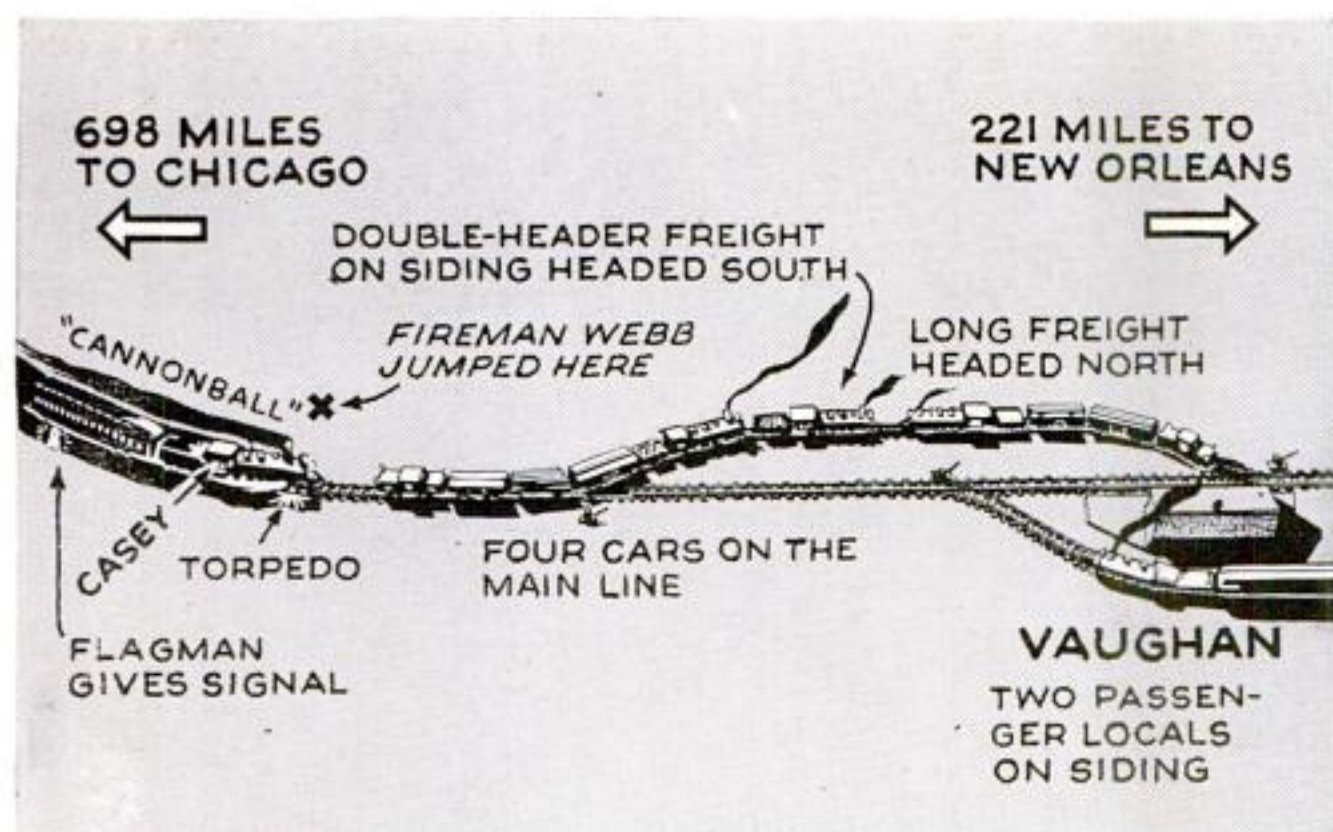 698 MILES
TO CHICAGO
221 MILES TO
NEW ORLEANS
DOUBLE-HEADER FREIGHT
ON SIDING HEADED SOUTH
"CANNONBALL"
FIREMAN WEBB
JUMPED HERE
LONG FREIGHT
HEADED NORTH
CASEY
TORPEDO
FOUR CARS ON THE
MAIN LINE
FLAGMAN
GIVES SIGNAL
VAUGHAN
TWO PASSEN-
GER LOCALS
ON SIDING